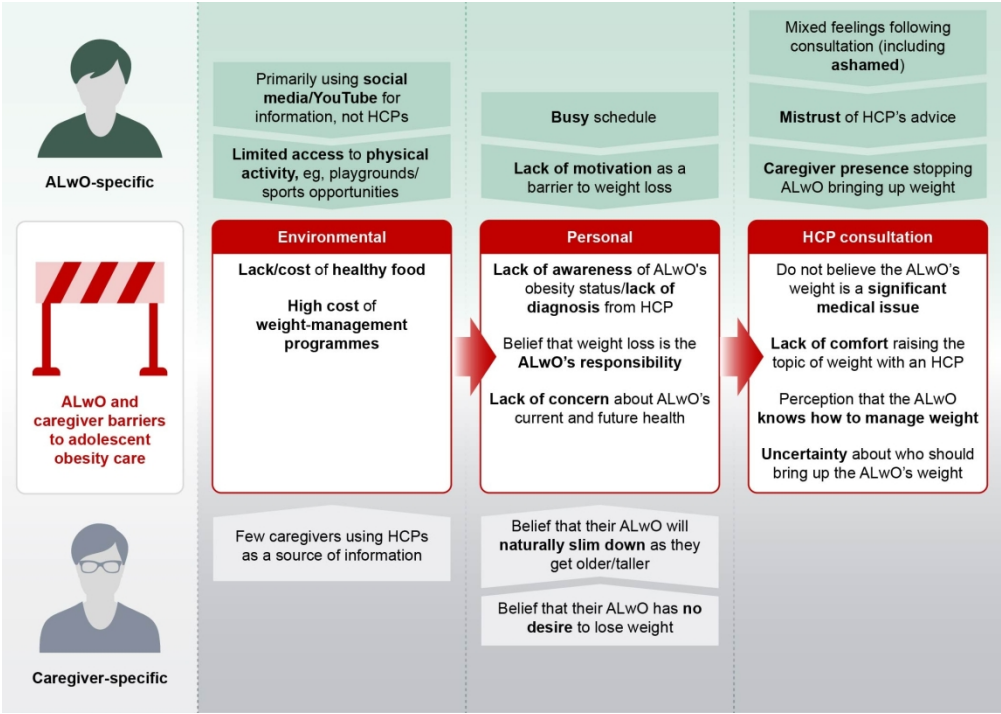 ALwO-specific
Primarily using social
media/YouTube for
information, not HCPs
Limited access to physical
activity, eg, playgrounds/
sports opportunities
Busy schedule
Lack of motivation as a
barrier to weight loss
Mixed feelings following
consultation (including
ashamed)
Mistrust of HCP's advice
Caregiver presence stopping
ALwO bringing up weight
ALwO and
caregiver barriers
to adolescent
obesity care
Environmental
Lack/cost of healthy food
High cost of
weight-management
programmes
Personal
Lack of awareness of ALwO's
obesity status/lack of
diagnosis from HCP
Belief that weight loss is the
ALwO's responsibility
Lack of concern about ALwO's
current and future health
HCP consultation
Do not believe the ALwO's
weight is a significant
medical issue
Lack of comfort raising the
topic of weight with an HCP
Perception that the ALwO
knows how to manage weight
Uncertainty about who should
bring up the ALwO's weight
Caregiver-specific
Few caregivers using HCPs
as a source of information
Belief that their ALwO will
naturally slim down as they
get older/taller
Belief that their ALwO has no
desire to lose weight